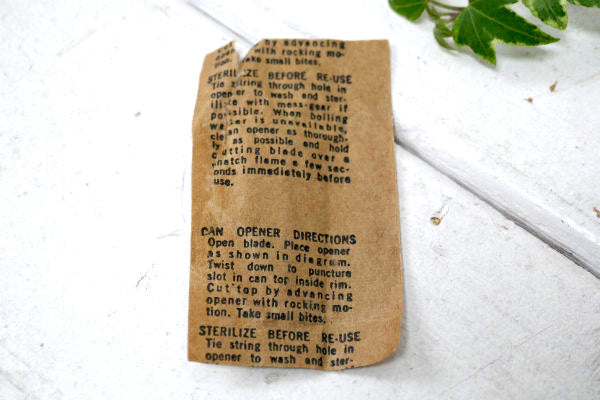 by advancing
with rocking mo-
tion. Take small bites.
STERILIZE BEFORE RE-USE
Tie string through hole in
opener to wash and ster-
ilize with mess-gear if
possible. When boiling
water is unavailable,
clean opener as thorough-
ly as possible and hold
cutting blade over a
match flame a few sec-
onds immediately before
use.
CAN OPENER DIRECTIONS
Open blade. Place opener
as shown in diagram.
Twist down to puncture
slot in can top inside rim.
Cut top by advancing
opener with rocking mo-
tion. Take small bites.
STERILIZE BEFORE RE-USE
Tie string through hole in
opener to wash and ster-